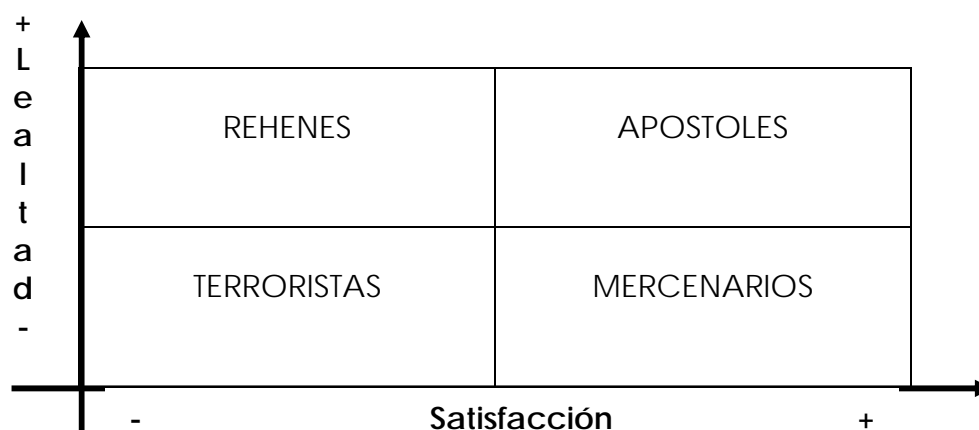 +
L
e
a
l
t
a
d
-
REHENES APOSTOLES
TERRORISTAS MERCENARIOS
- Satisfacción +